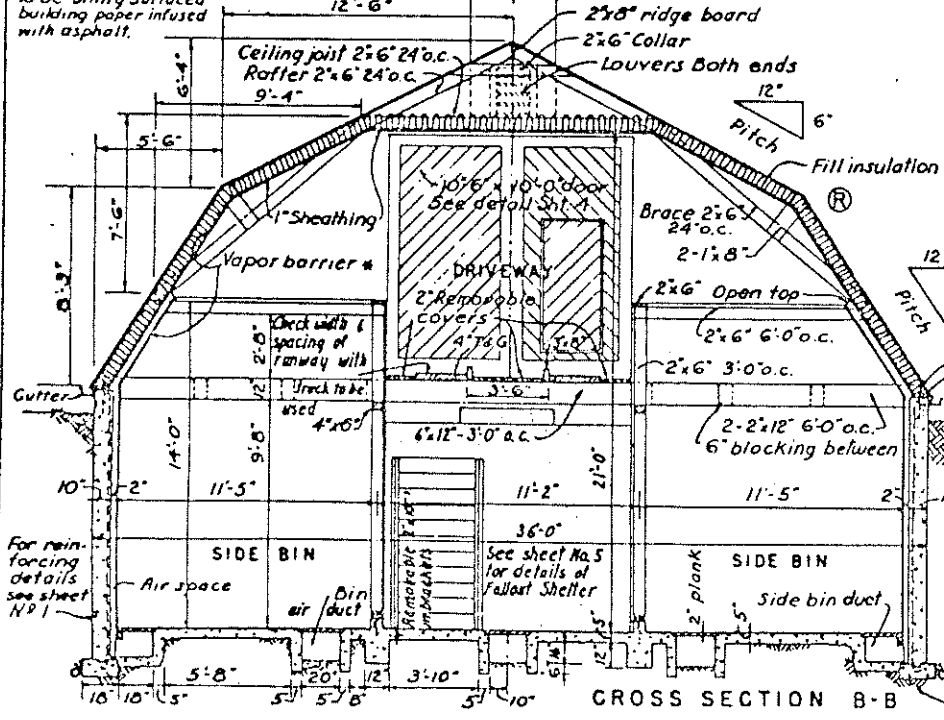 building paper infused
with asphalt.
12'-6"
2"x8" ridge board
2"x6" Collar
Louvers Both ends
Ceiling joist 2"x6" 24"o.c.
Rafter 2"x6" 24"o.c.
6'-4"
9'-4"
12"
6"
Pitch
5'-6"
Fill insulation
R
10'-6" x 10'-0" door
See detail Sht. 4
1" Sheathing
Brace 2"x6"
24" o.c.
2-1"x8"
7'-6"
8'-3"
Vapor barrier *
DRIVEWAY
2" Removable
covers
12
Pitch
2"x6" Open top
2"x6" 6'-0" o.c.
Check width &
spacing of
runway with
truck to be
used
2'-8"
4" T&G
3"x8"
2"x6" 3'-0"o.c.
Gutter
12"
3'-6"
4"x6"
6"x12"-3'-0" o.c.
2-2"x12" 6'-0"o.c.
6" blocking between
14'-0"
9'-8"
21'-0"
10"
2"
11'-5"
11'-2"
11'-5"
2"
36'-0"
For rein-
forcing
details
see sheet
Nº 1
SIDE BIN
Air space
Bin
air duct
Removable 2"x10"
in brackets
See sheet No. 5
for details of
Fallout Shelter
SIDE BIN
2" plank
5"
Side bin duct
12"
5"
6"
18"
18"
5"
5'-8"
5"
20"
5"
8"
12"
3'-10"
5"
10"
CROSS SECTION B-B